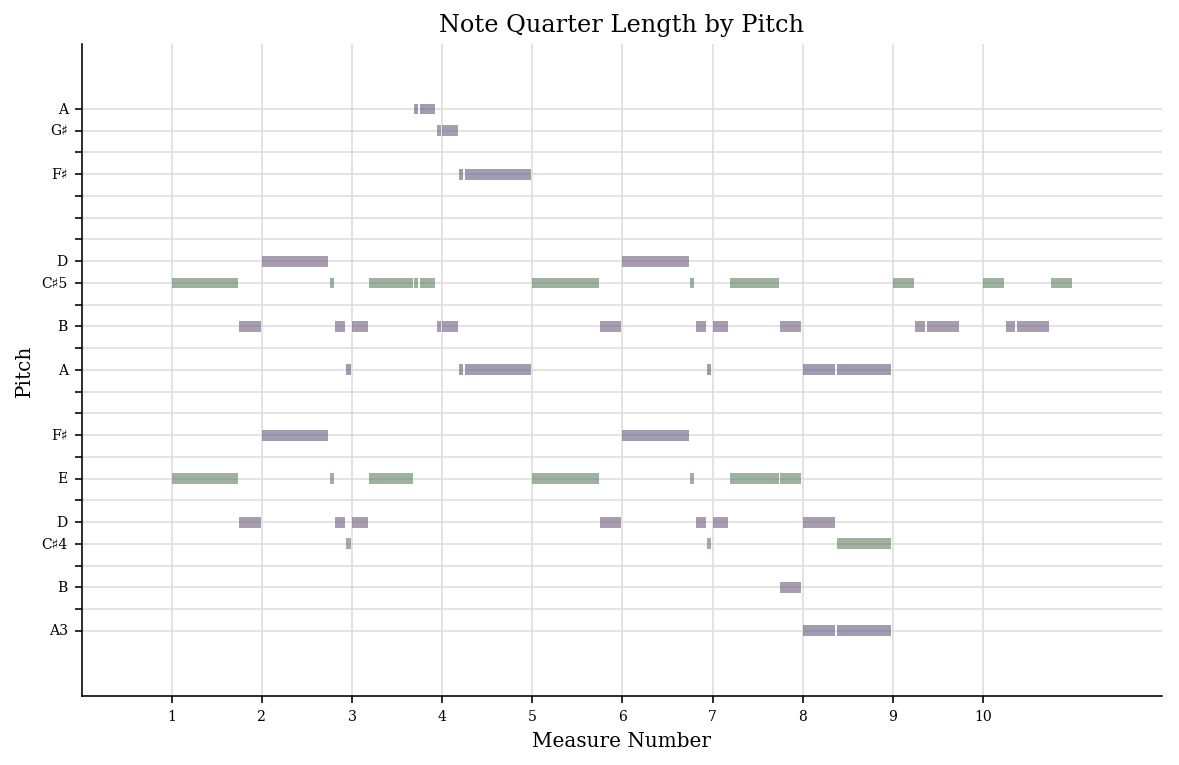 Note Quarter Length by Pitch
A
G♯
F♯
D
C♯5
B
A
F♯
E
D
C♯4
B
A3
Pitch
1 2 3 4 5 6 7 8 9 10
Measure Number